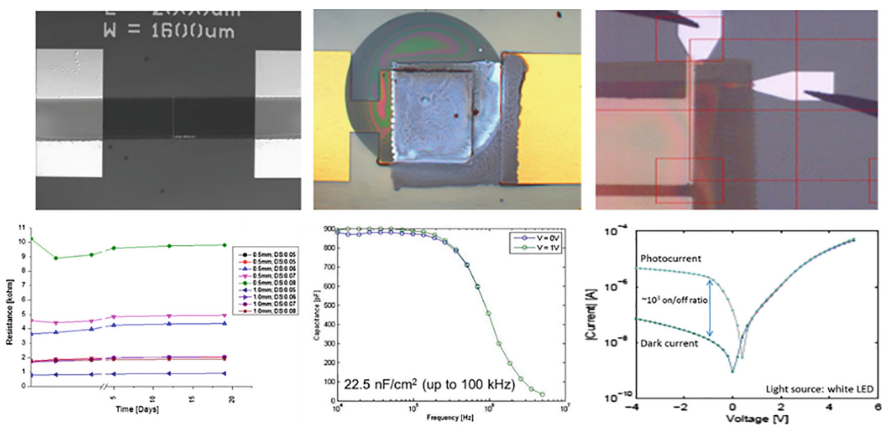 W = 1600um
Resistance [kohm]
11
10
9
8
7
6
5
4
3
2
1
0
5
10
15
20
Time [Days]
0.5mm, DS:0.05
0.5mm, DS:0.05
0.5mm, DS:0.06
0.5mm, DS:0.07
0.5mm, DS:0.08
1.0mm, DS:0.05
1.0mm, DS:0.06
1.0mm, DS:0.07
1.0mm, DS:0.08
Capacitance [pF]
900
800
700
600
500
400
300
200
100
0
V = 0V
V = 1V
22.5 nF/cm² (up to 100 kHz)
10⁴
10⁵
10⁶
10⁷
Frequency [Hz]
|Current| [A]
10⁻⁴
10⁻⁶
10⁻⁸
10⁻¹⁰
Photocurrent
~10³ on/off ratio
Dark current
Light source: white LED
−4
−2
0
2
4
6
Voltage [V]